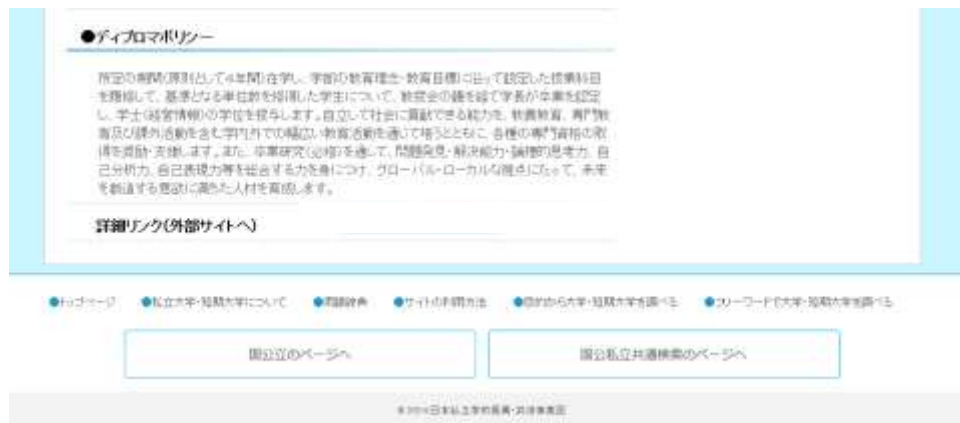 ●ディプロマポリシー
所定の期間(原則として4年間)在学し、学部の教育理念・教育目標に沿って設定した授業科目
を履修して、基準となる単位数を修得した学生について、教授会の議を経て学長が卒業を認定
し、学士(経営情報)の学位を授与します。自立して社会に貢献できる能力を、教養教育、専門教
育及び課外活動を含む学内外での幅広い教育活動を通じて培うとともに、各種の専門資格の取
得を奨励・支援します。また、卒業研究(必修)を通して、問題発見・解決能力・論理的思考力、自
己分析力、自己表現力等を総合する力を身につけ、グローバル・ローカルな視点にたって、未来
を創造する意欲に満ちた人材を育成します。
詳細リンク(外部サイトへ)
●トップページ ●私立大学・短期大学について ●用語辞典 ●サイトの利用方法 ●目的から大学・短期大学を調べる ●フリーワードで大学・短期大学を調べる
国公立のページへ 国公私立共通検索のページへ
日本私立学校振興・共済事業団